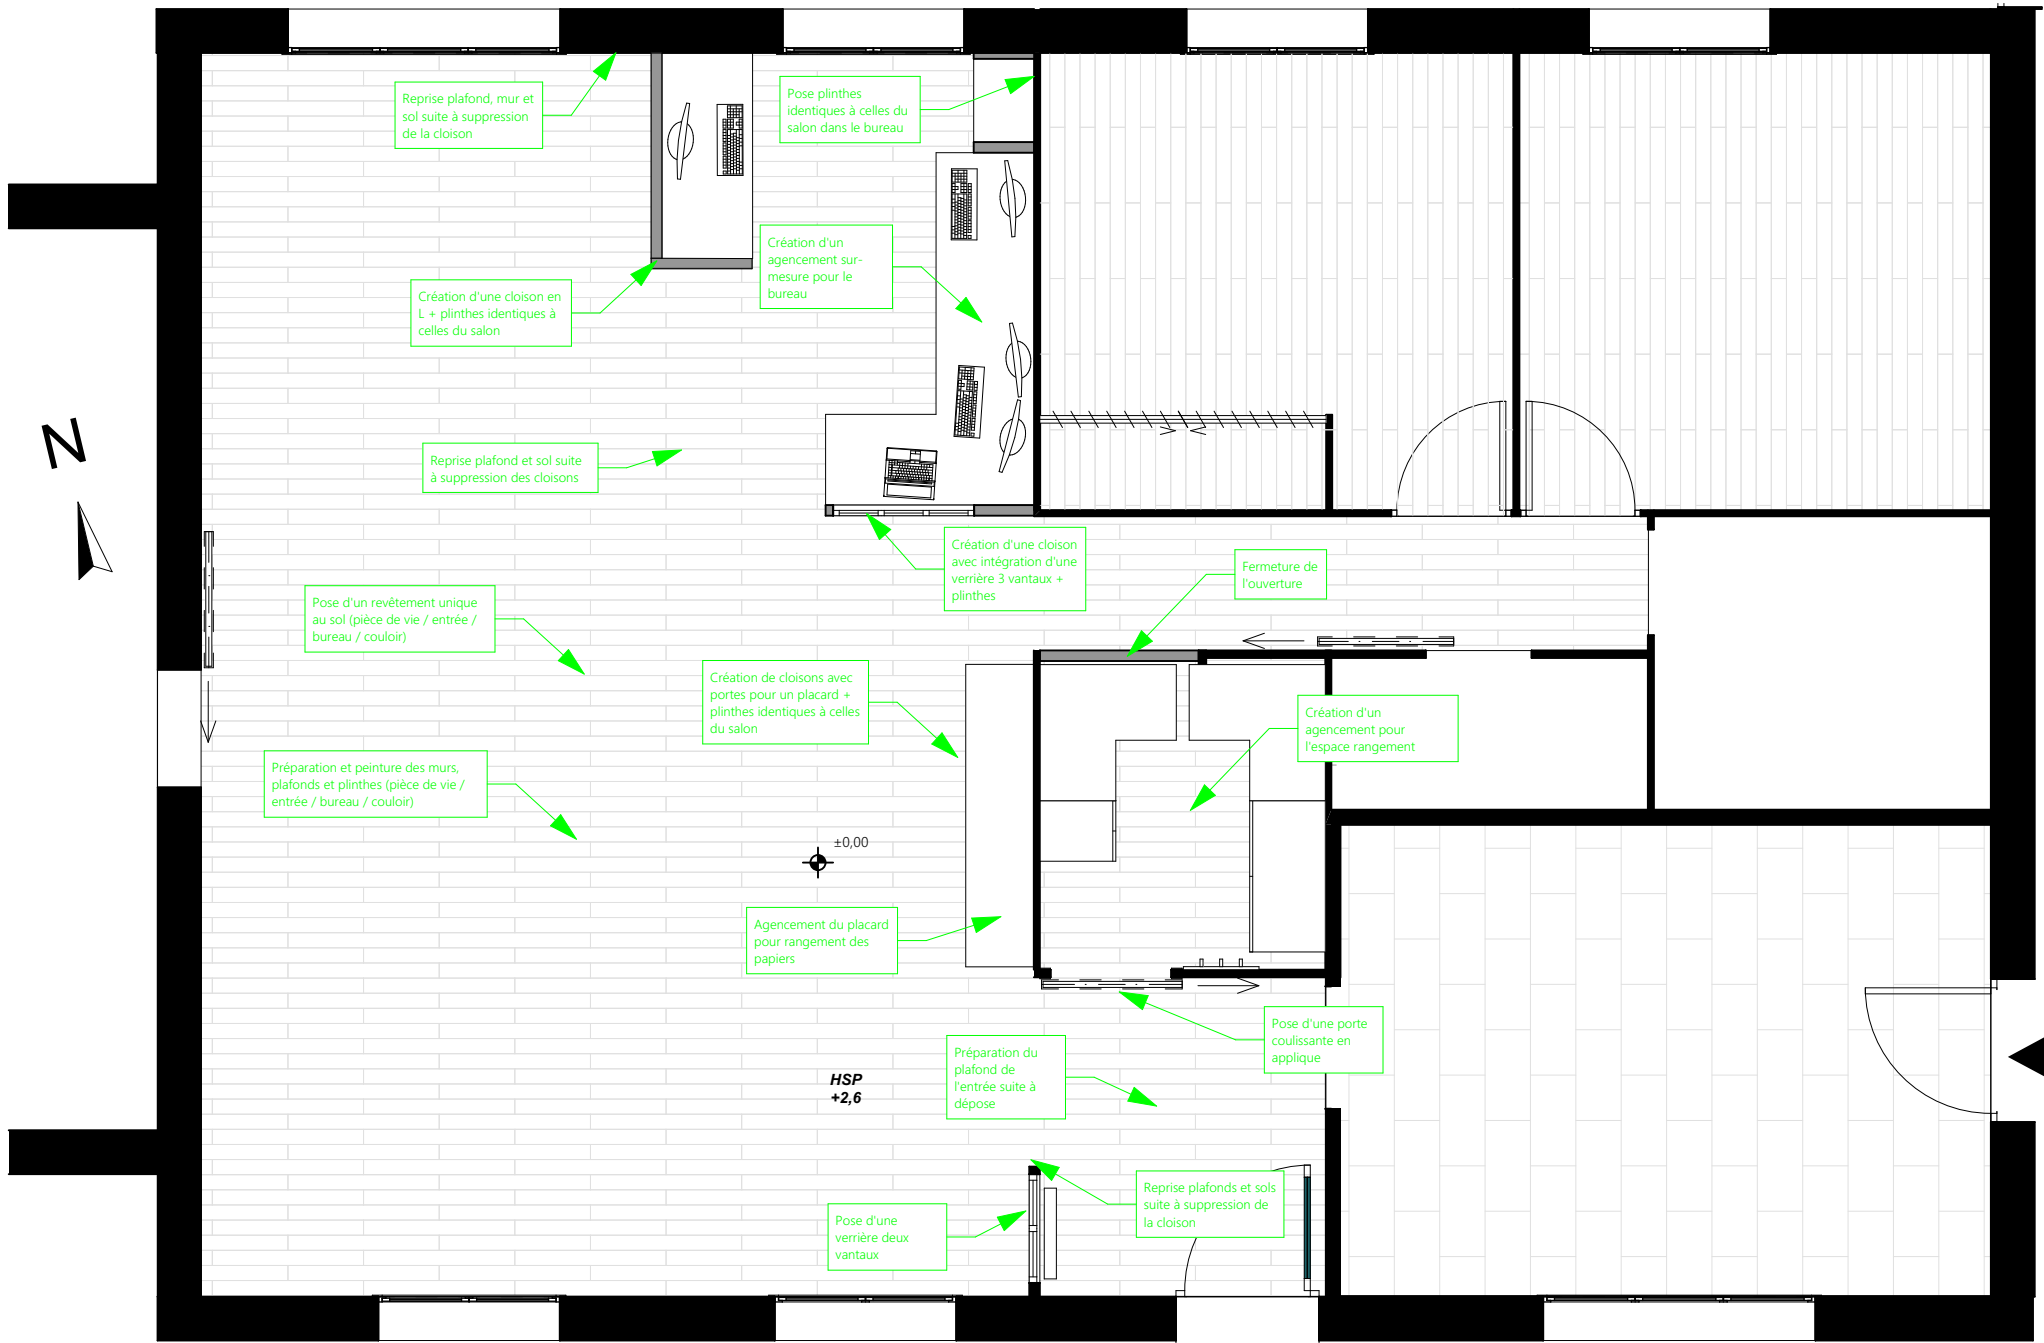 Reprise plafond, mur et
sol suite à suppression
de la cloison
Pose plinthes
identiques à celles du
salon dans le bureau
Création d'un
agencement sur-
mesure pour le
bureau
Création d'une cloison en
L + plinthes identiques à
celles du salon
N
Reprise plafond et sol suite
à suppression des cloisons
Création d'une cloison
avec intégration d'une
verrière 3 vantaux +
plinthes
Fermeture de
l'ouverture
Pose d'un revêtement unique
au sol (pièce de vie / entrée /
bureau / couloir)
Création de cloisons avec
portes pour un placard +
plinthes identiques à celles
du salon
Création d'un
agencement pour
l'espace rangement
Préparation et peinture des murs,
plafonds et plinthes (pièce de vie /
entrée / bureau / couloir)
±0,00
Agencement du placard
pour rangement des
papiers
Pose d'une porte
coulissante en
applique
Préparation du
plafond de
l'entrée suite à
dépose
HSP
+2,6
Reprise plafonds et sols
suite à suppression de
la cloison
Pose d'une
verrière deux
vantaux